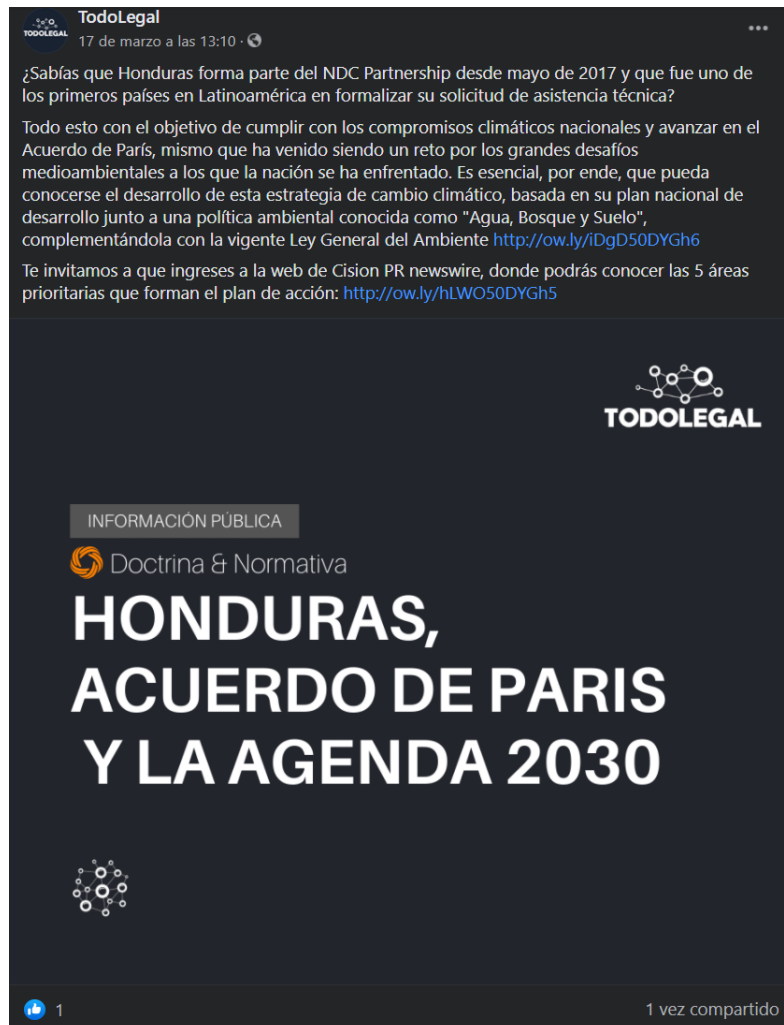 TodoLegal
TODOLEGAL
17 de marzo a las 13:10 ·
¿Sabías que Honduras forma parte del NDC Partnership desde mayo de 2017 y que fue uno de
los primeros países en Latinoamérica en formalizar su solicitud de asistencia técnica?
Todo esto con el objetivo de cumplir con los compromisos climáticos nacionales y avanzar en el
Acuerdo de París, mismo que ha venido siendo un reto por los grandes desafíos
medioambientales a los que la nación se ha enfrentado. Es esencial, por ende, que pueda
conocerse el desarrollo de esta estrategia de cambio climático, basada en su plan nacional de
desarrollo junto a una política ambiental conocida como "Agua, Bosque y Suelo",
complementándola con la vigente Ley General del Ambiente http://ow.ly/iDgD50DYGh6
Te invitamos a que ingreses a la web de Cision PR newswire, donde podrás conocer las 5 áreas
prioritarias que forman el plan de acción: http://ow.ly/hLWO50DYGh5
TODOLEGAL
INFORMACIÓN PÚBLICA
Doctrina & Normativa
HONDURAS,
ACUERDO DE PARIS
Y LA AGENDA 2030
1
1 vez compartido